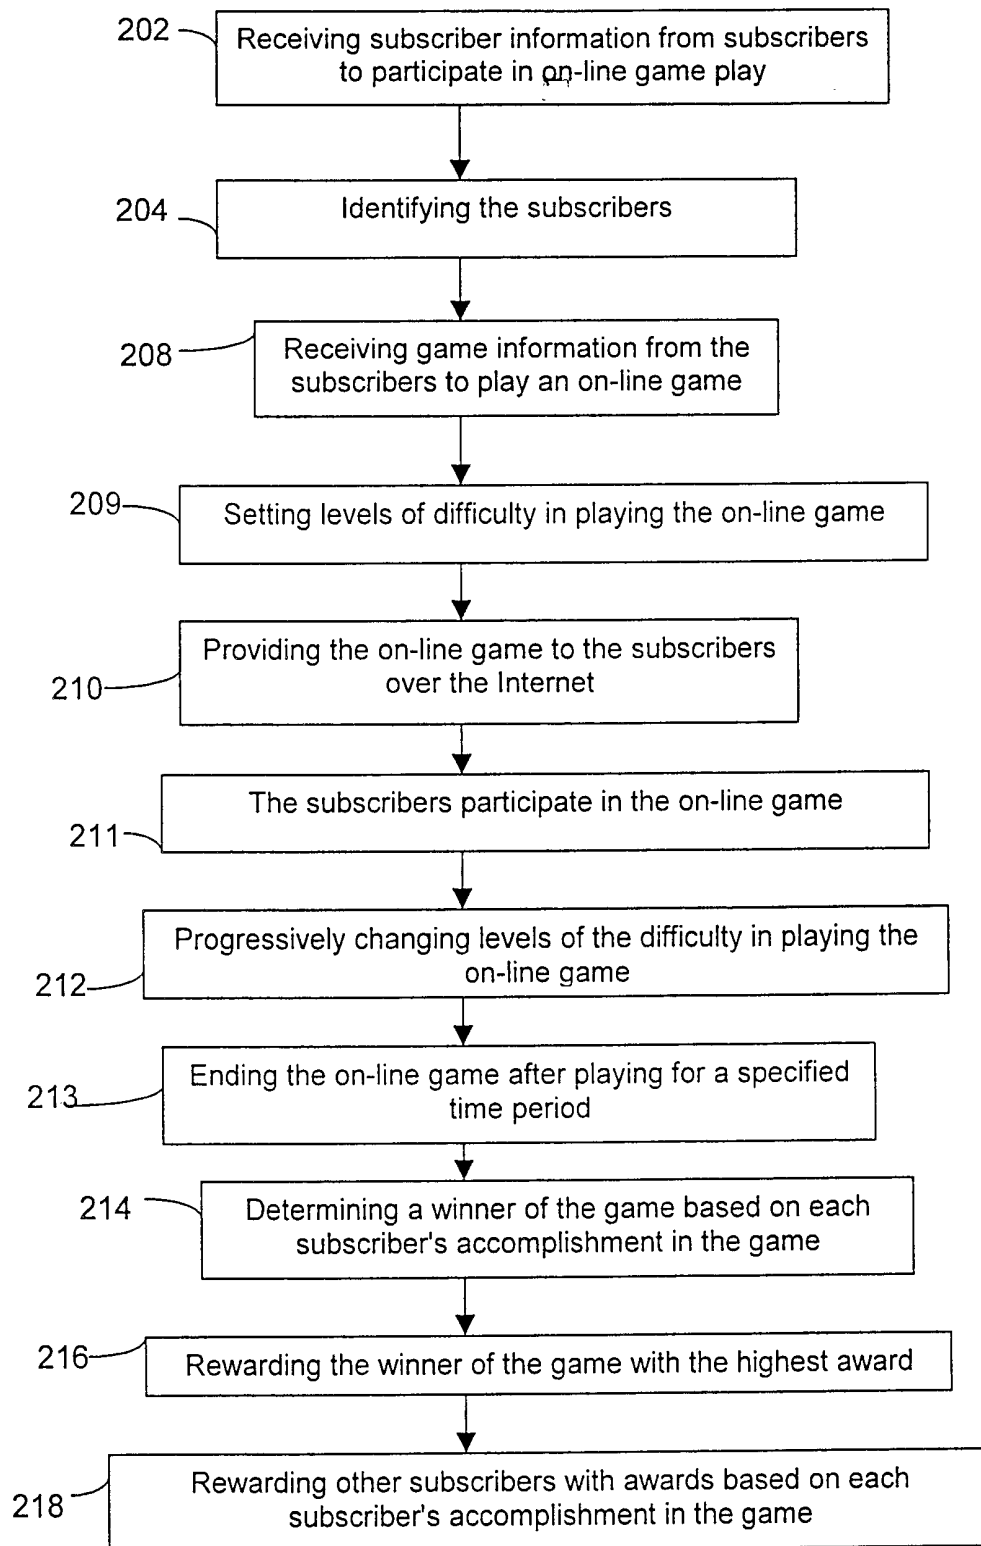 202
Receiving subscriber information from subscribers
to participate in on-line game play
204
Identifying the subscribers
208
Receiving game information from the
subscribers to play an on-line game
209
Setting levels of difficulty in playing the on-line game
Providing the on-line game to the subscribers
over the Internet
210
The subscribers participate in the on-line game
211
Progressively changing levels of the difficulty in playing the
on-line game
212
Ending the on-line game after playing for a specified
time period
213
214
Determining a winner of the game based on each
subscriber's accomplishment in the game
216
Rewarding the winner of the game with the highest award
218
Rewarding other subscribers with awards based on each
subscriber's accomplishment in the game